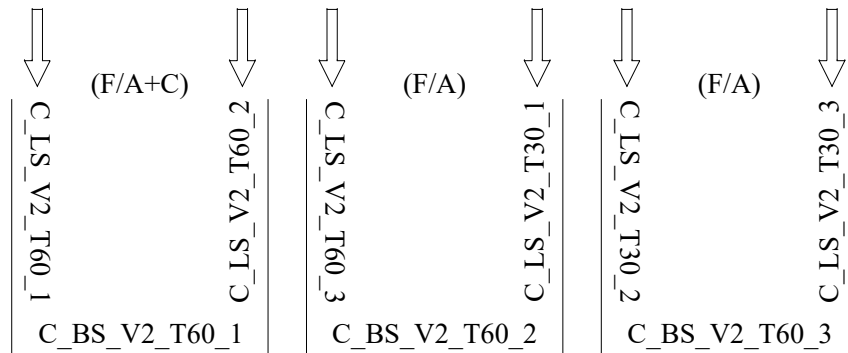 (F/A+C)
(F/A)
(F/A)
C_LS_V2_T60_1
C_LS_V2_T60_2
C_LS_V2_T60_3
C_LS_V2_T30_1
C_LS_V2_T30_2
C_LS_V2_T30_3
C_BS_V2_T60_1
C_BS_V2_T60_2
C_BS_V2_T60_3